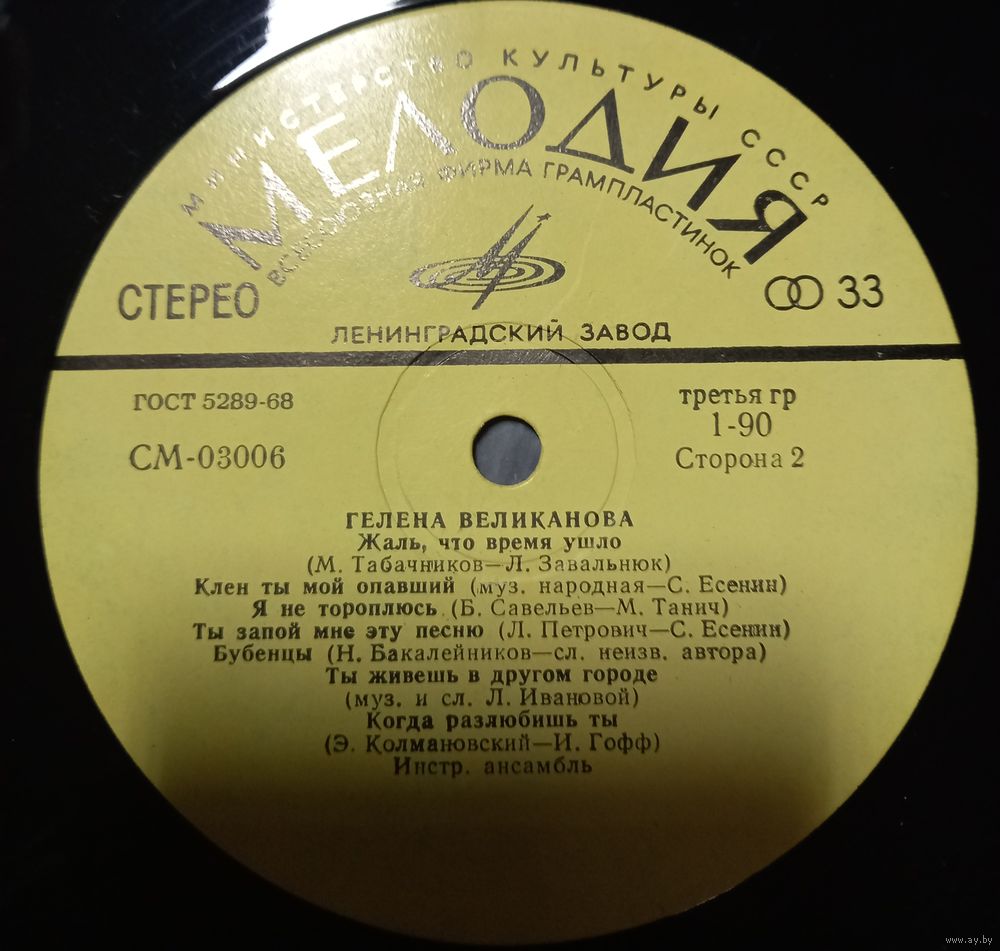 МИНИСТЕРСТВО КУЛЬТУРЫ СССР
МЕЛОДИЯ
ВСЕСОЮЗНАЯ ФИРМА ГРАМПЛАСТИНОК
СТЕРЕО
33
ЛЕНИНГРАДСКИЙ ЗАВОД
ГОСТ 5289-68
третья гр
1-90
СМ-03006
Сторона 2
ГЕЛЕНА ВЕЛИКАНОВА
Жаль, что время ушло
(М. Табачников—Л. Завальнюк)
Клен ты мой опавший (муз. народная—С. Есенин)
Я не тороплюсь (Б. Савельев—М. Танич)
Ты запой мне эту песню (Л. Петрович—С. Есенин)
Бубенцы (Н. Бакалейников—сл. неизв. автора)
Ты живешь в другом городе
(муз. и сл. Л. Ивановой)
Когда разлюбишь ты
(Э. Колмановский—И. Гофф)
Инстр. ансамбль
www.ay.by